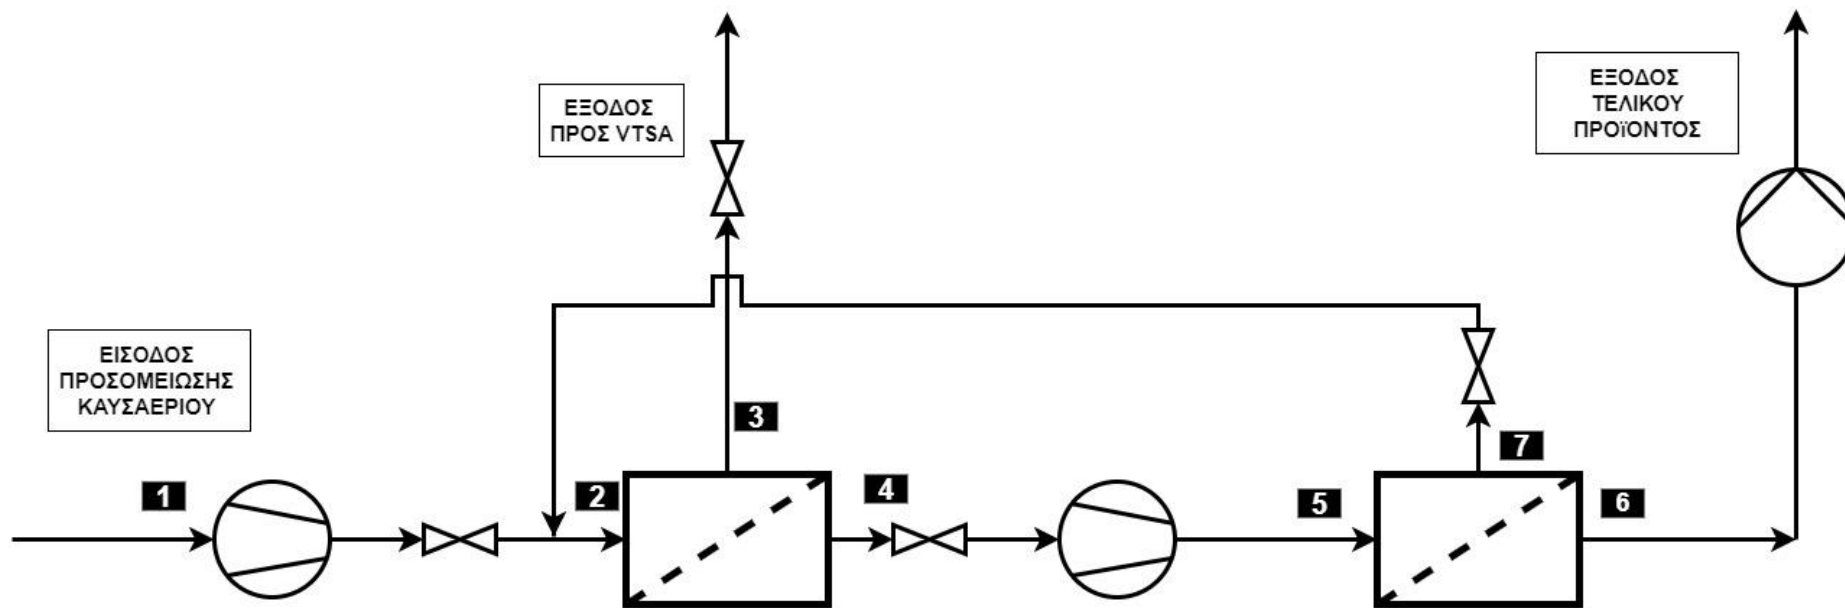 ΕΞΟΔΟΣ
ΠΡΟΣ VTSA
ΕΞΟΔΟΣ
ΤΕΛΙΚΟΥ
ΠΡΟϊΟΝΤΟΣ
ΕΙΣΟΔΟΣ
ΠΡΟΣΟΜΕΙΩΣΗΣ
ΚΑΥΣΑΕΡΙΟΥ
1
2
3
4
5
6
7